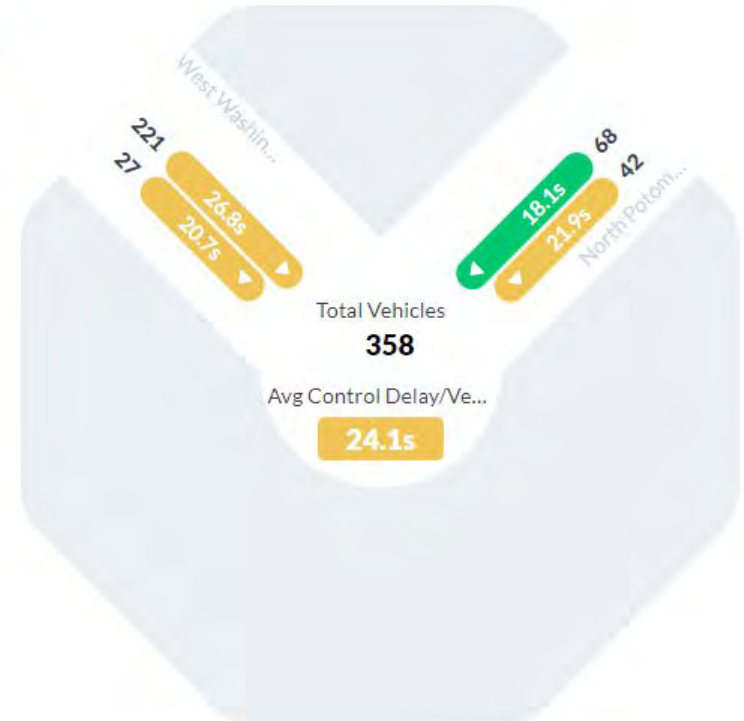 West Washin...
221
27
26.8s
20.7s
68
42
18.1s
21.9s
North Potom...
Total Vehicles
358
Avg Control Delay/Ve...
24.1s